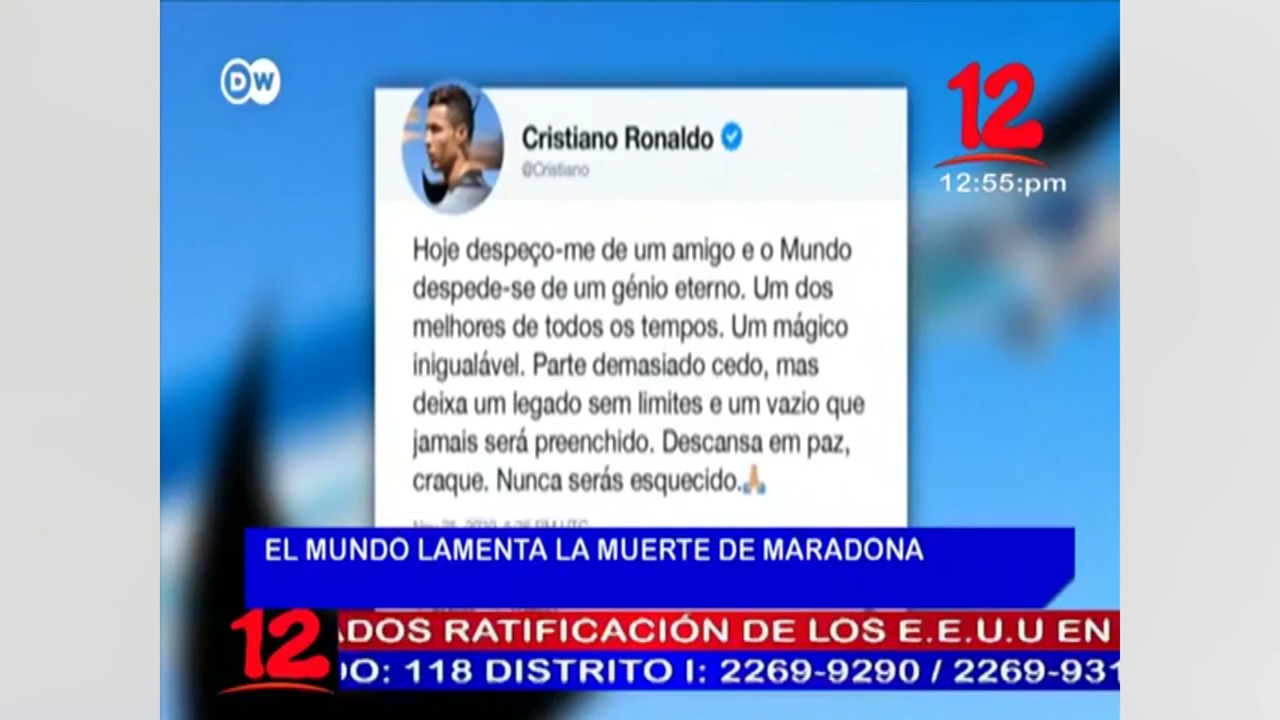 DW
12
12:55:pm
Cristiano Ronaldo
@Cristiano
Hoje despeço-me de um amigo e o Mundo
despede-se de um génio eterno. Um dos
melhores de todos os tempos. Um mágico
inigualável. Parte demasiado cedo, mas
deixa um legado sem limites e um vazio que
jamais será preenchido. Descansa em paz,
craque. Nunca serás esquecido.🙏🏼
EL MUNDO LAMENTA LA MUERTE DE MARADONA
12
ADOS RATIFICACIÓN DE LOS E.E.U.U EN
DO: 118 DISTRITO I: 2269-9290 / 2269-931